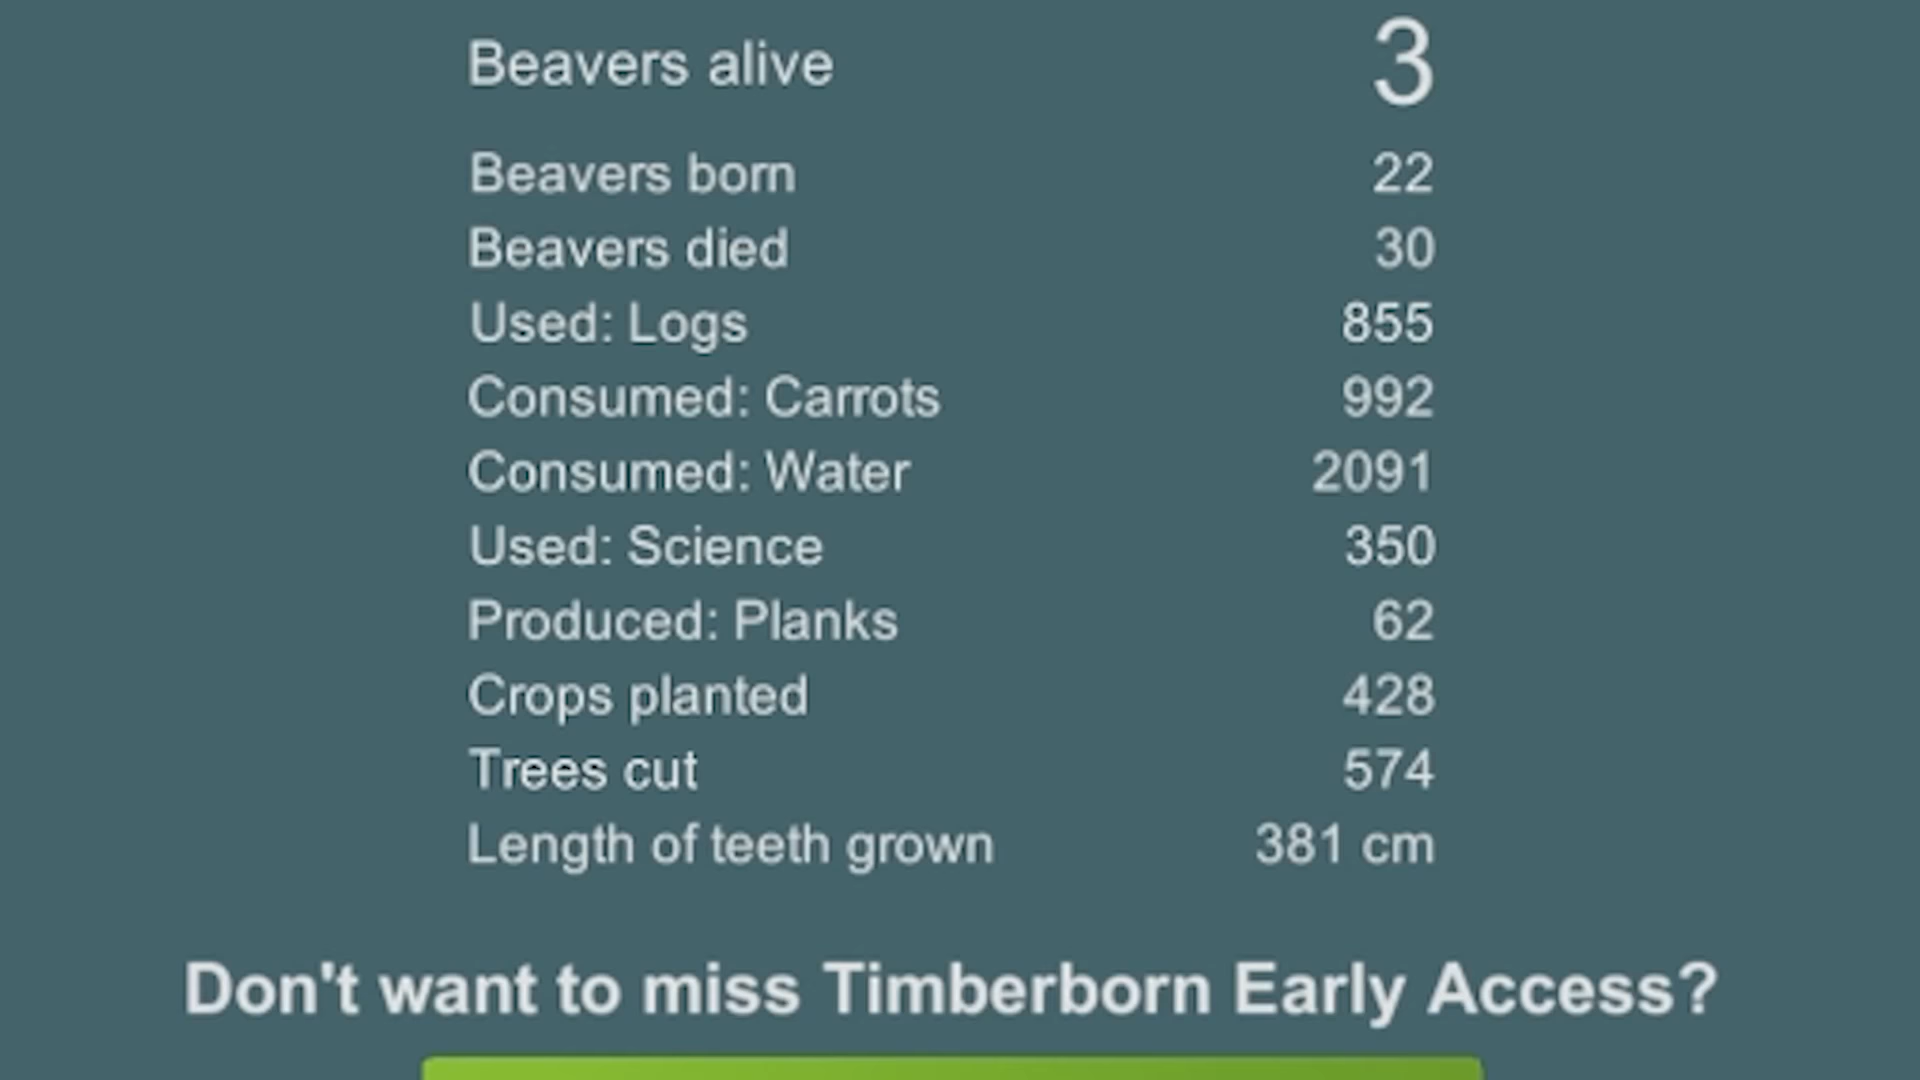 Beavers alive 3
Beavers born 22
Beavers died 30
Used: Logs 855
Consumed: Carrots 992
Consumed: Water 2091
Used: Science 350
Produced: Planks 62
Crops planted 428
Trees cut 574
Length of teeth grown 381 cm
Don't want to miss Timberborn Early Access?